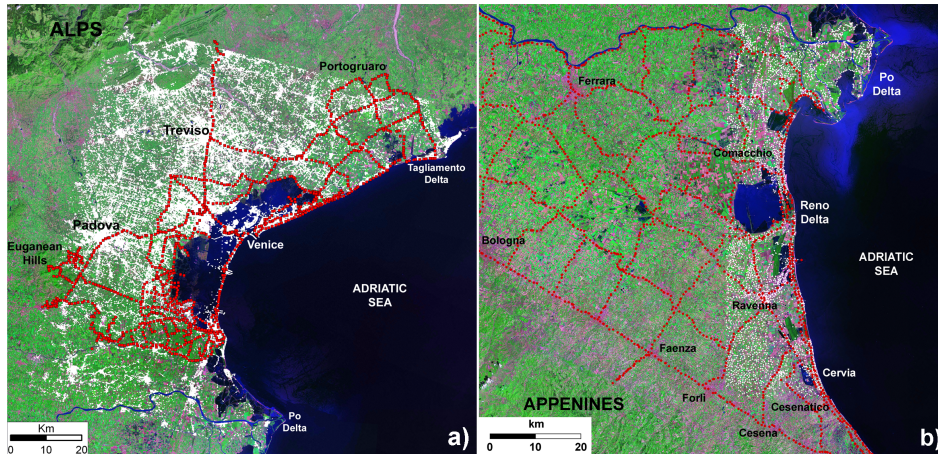 ALPS
Portogruaro
Treviso
Tagliamento
Delta
Padova
Euganean
Hills
Venice
ADRIATIC
SEA
Po
Delta
Km
0 10 20
a)
Ferrara
Po
Delta
Comacchio
Reno
Delta
Bologna
ADRIATIC
SEA
Ravenna
Faenza
Cervia
Forlì
APPENINES
Cesenatico
Cesena
km
0 10 20
b)